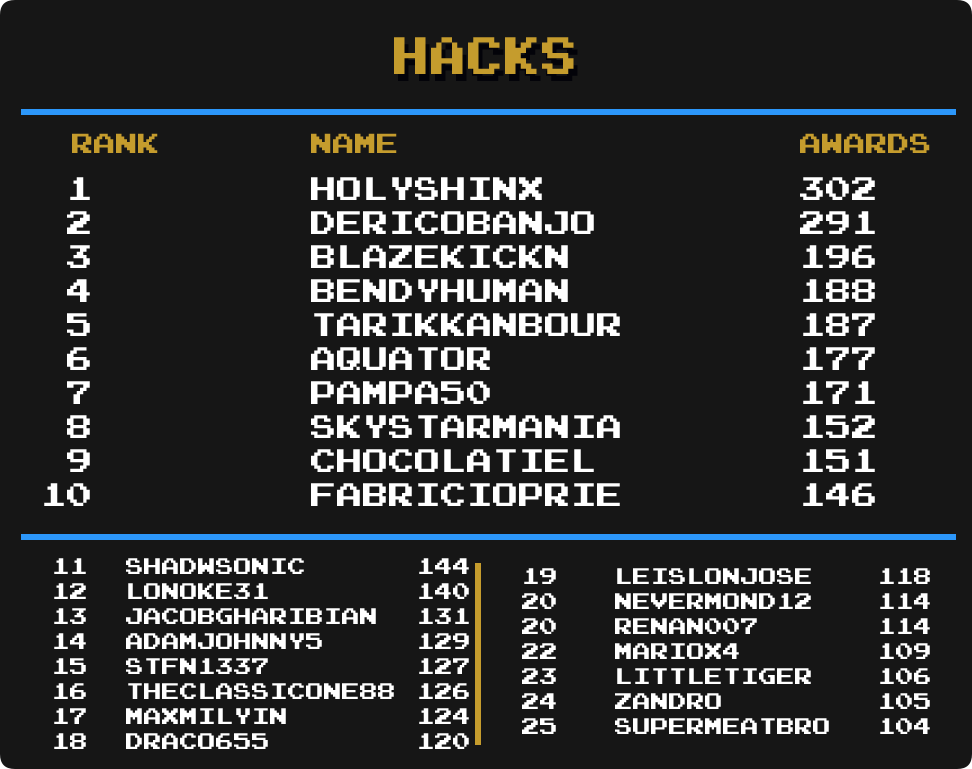 HACKS
RANK NAME AWARDS
1 HOLYSHINX 302
2 DERICOBANJO 291
3 BLAZEKICKN 196
4 BENDYHUMAN 188
5 TARIKKANBOUR 187
6 AQUATOR 177
7 PAMPA50 171
8 SKYSTARMANIA 152
9 CHOCOLATIEL 151
10 FABRICIOPRIE 146
11 SHADWSONIC 144
12 LONOKE31 140
13 JACOBGHARIBIAN 131
14 ADAMJOHNNY5 129
15 STFN1337 127
16 THECLASSICONE88 126
17 MAXMILYIN 124
18 DRACO655 120
19 LEISLONJOSE 118
20 NEVERMOND12 114
20 RENAN007 114
22 MARIOX4 109
23 LITTLETIGER 106
24 ZANDRO 105
25 SUPERMEATBRO 104